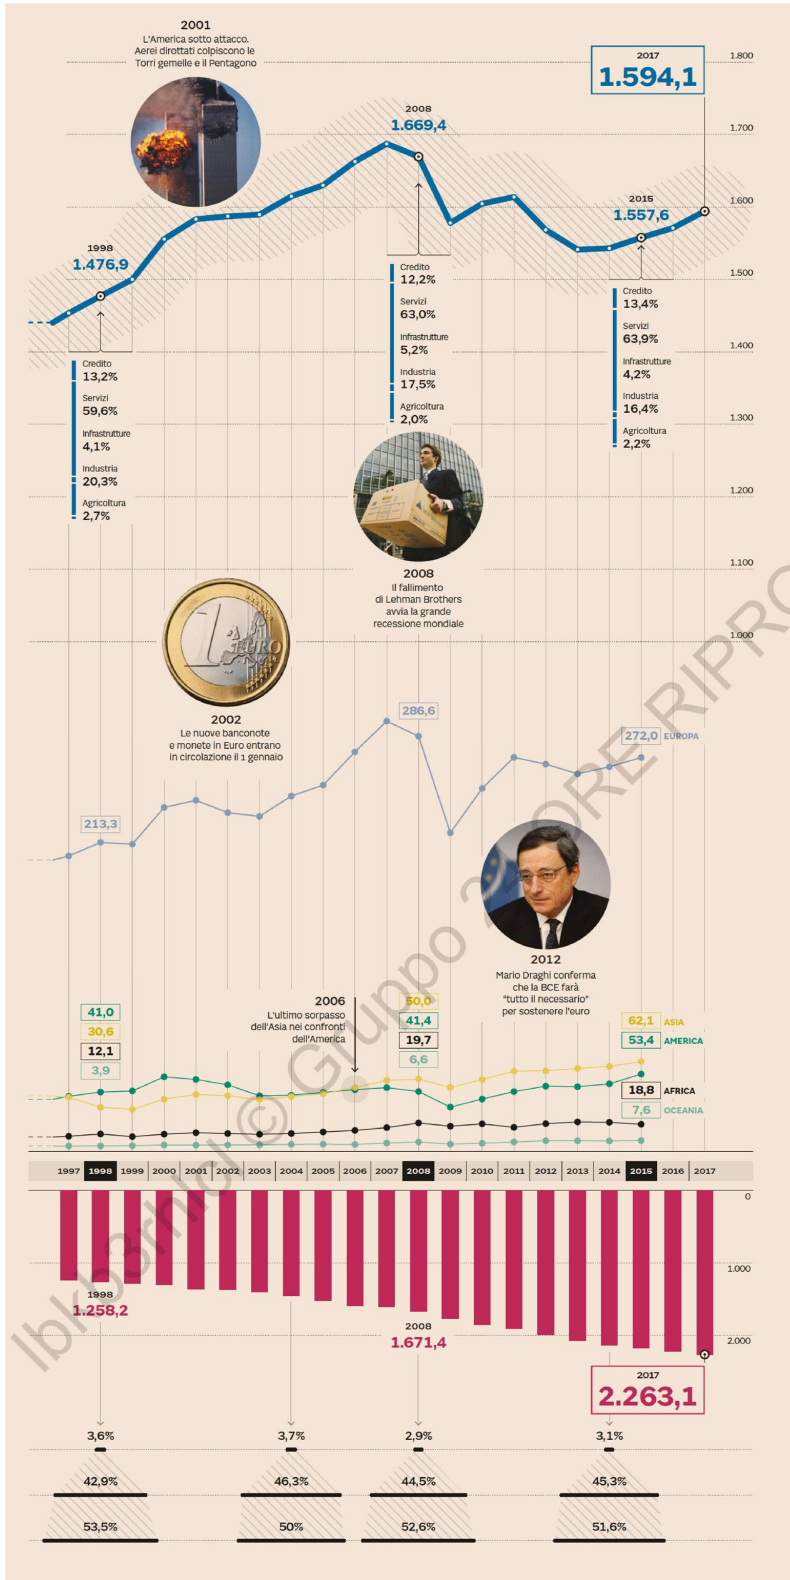 2001
L'America sotto attacco.
Aerei dirottati colpiscono le
Torri gemelle e il Pentagono
2017
1.594,1
1.800
1.700
1.600
1.500
1.400
1.300
1.200
1.100
1.000
2008
1.669,4
2015
1.557,6
1998
1.476,9
Credito
13,2%
Servizi
59,6%
Infrastrutture
4,1%
Industria
20,3%
Agricoltura
2,7%
Credito
12,2%
Servizi
63,0%
Infrastrutture
5,2%
Industria
17,5%
Agricoltura
2,0%
Credito
13,4%
Servizi
63,9%
Infrastrutture
4,2%
Industria
16,4%
Agricoltura
2,2%
2008
Il fallimento
di Lehman Brothers
avvia la grande
recessione mondiale
1 EURO
2002
Le nuove banconote
e monete in Euro entrano
in circolazione il 1 gennaio
286,6
272,0 EUROPA
213,3
2012
Mario Draghi conferma
che la BCE farà
"tutto il necessario"
per sostenere l'euro
2006
L'ultimo sorpasso
dell'Asia nei confronti
dell'America
41,0
30,6
12,1
3,9
50,0
41,4
19,7
6,6
62,1 ASIA
53,4 AMERICA
18,8 AFRICA
7,6 OCEANIA
1997 1998 1999 2000 2001 2002 2003 2004 2005 2006 2007 2008 2009 2010 2011 2012 2013 2014 2015 2016 2017
0
1.000
2.000
1998
1.258,2
2008
1.671,4
2017
2.263,1
3,6% 3,7% 2,9% 3,1%
42,9% 46,3% 44,5% 45,3%
53,5% 50% 52,6% 51,6%
© Gruppo 24 ORE RIPRO